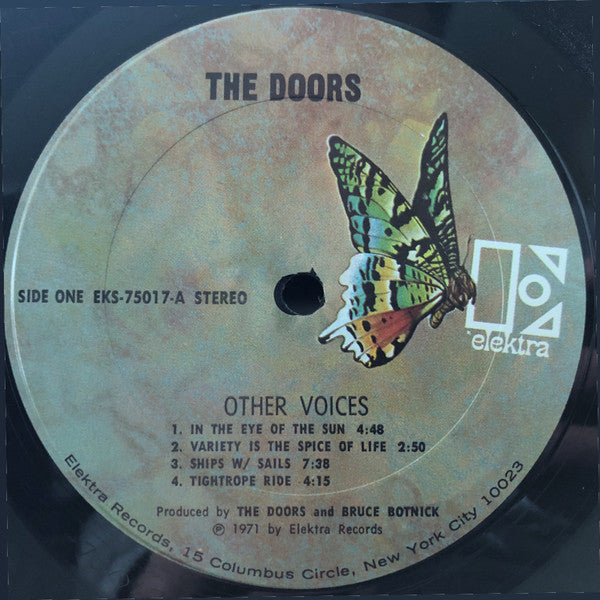 THE DOORS
SIDE ONE EKS-75017-A STEREO
elektra
OTHER VOICES
1. IN THE EYE OF THE SUN 4:48
2. VARIETY IS THE SPICE OF LIFE 2:50
3. SHIPS W/ SAILS 7:38
4. TIGHTROPE RIDE 4:15
Produced by THE DOORS and BRUCE BOTNICK
℗ 1971 by Elektra Records
Elektra Records, 15 Columbus Circle, New York City 10023